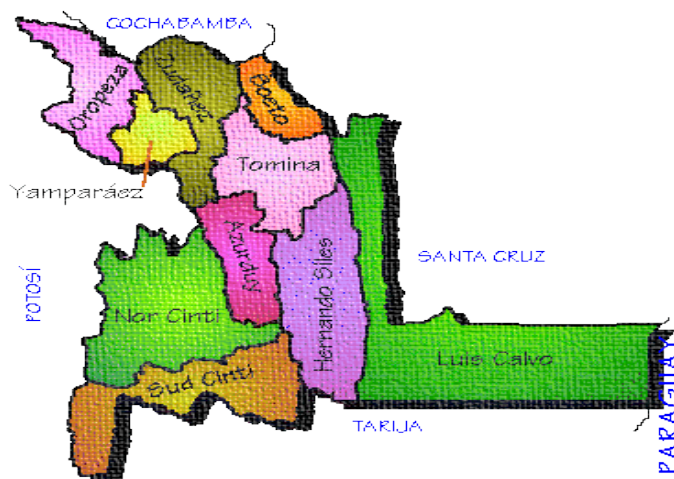 COCHABAMBA
Oropeza
Zudañez
Boeto
Yamparáez
Tomina
Azurduy
Hernando Siles
SANTA CRUZ
POTOSÍ
Nor Cinti
Sud Cinti
Luis Calvo
TARIJA
PARAGUAY